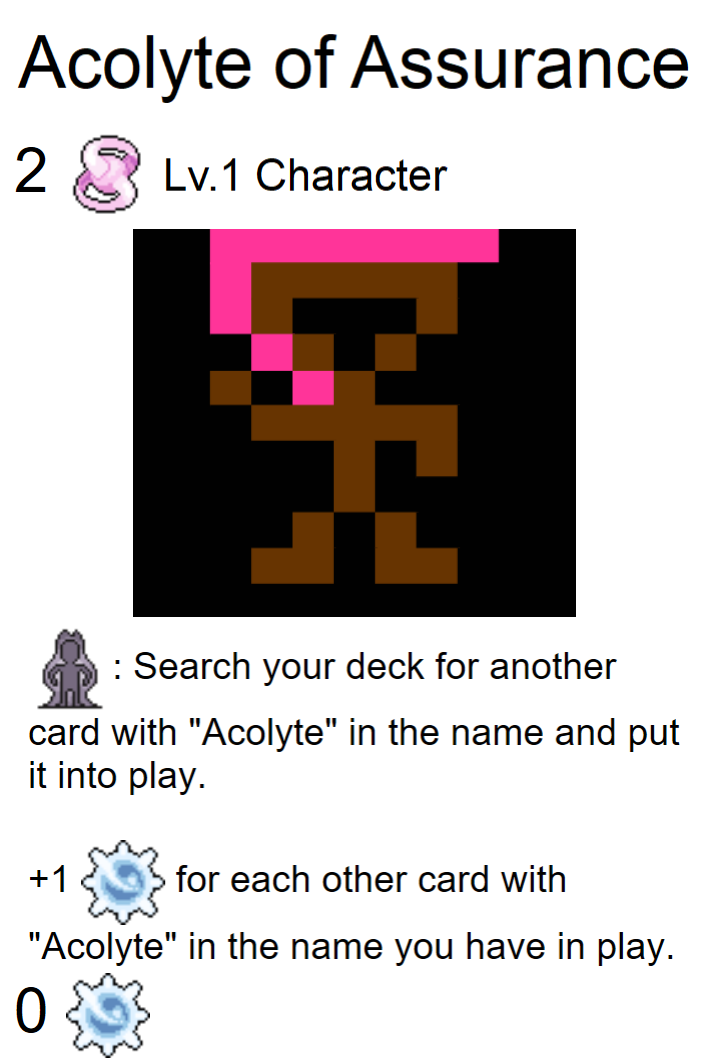 Acolyte of Assurance
2 Lv.1 Character
: Search your deck for another
card with "Acolyte" in the name and put
it into play.
+1 for each other card with
"Acolyte" in the name you have in play.
0